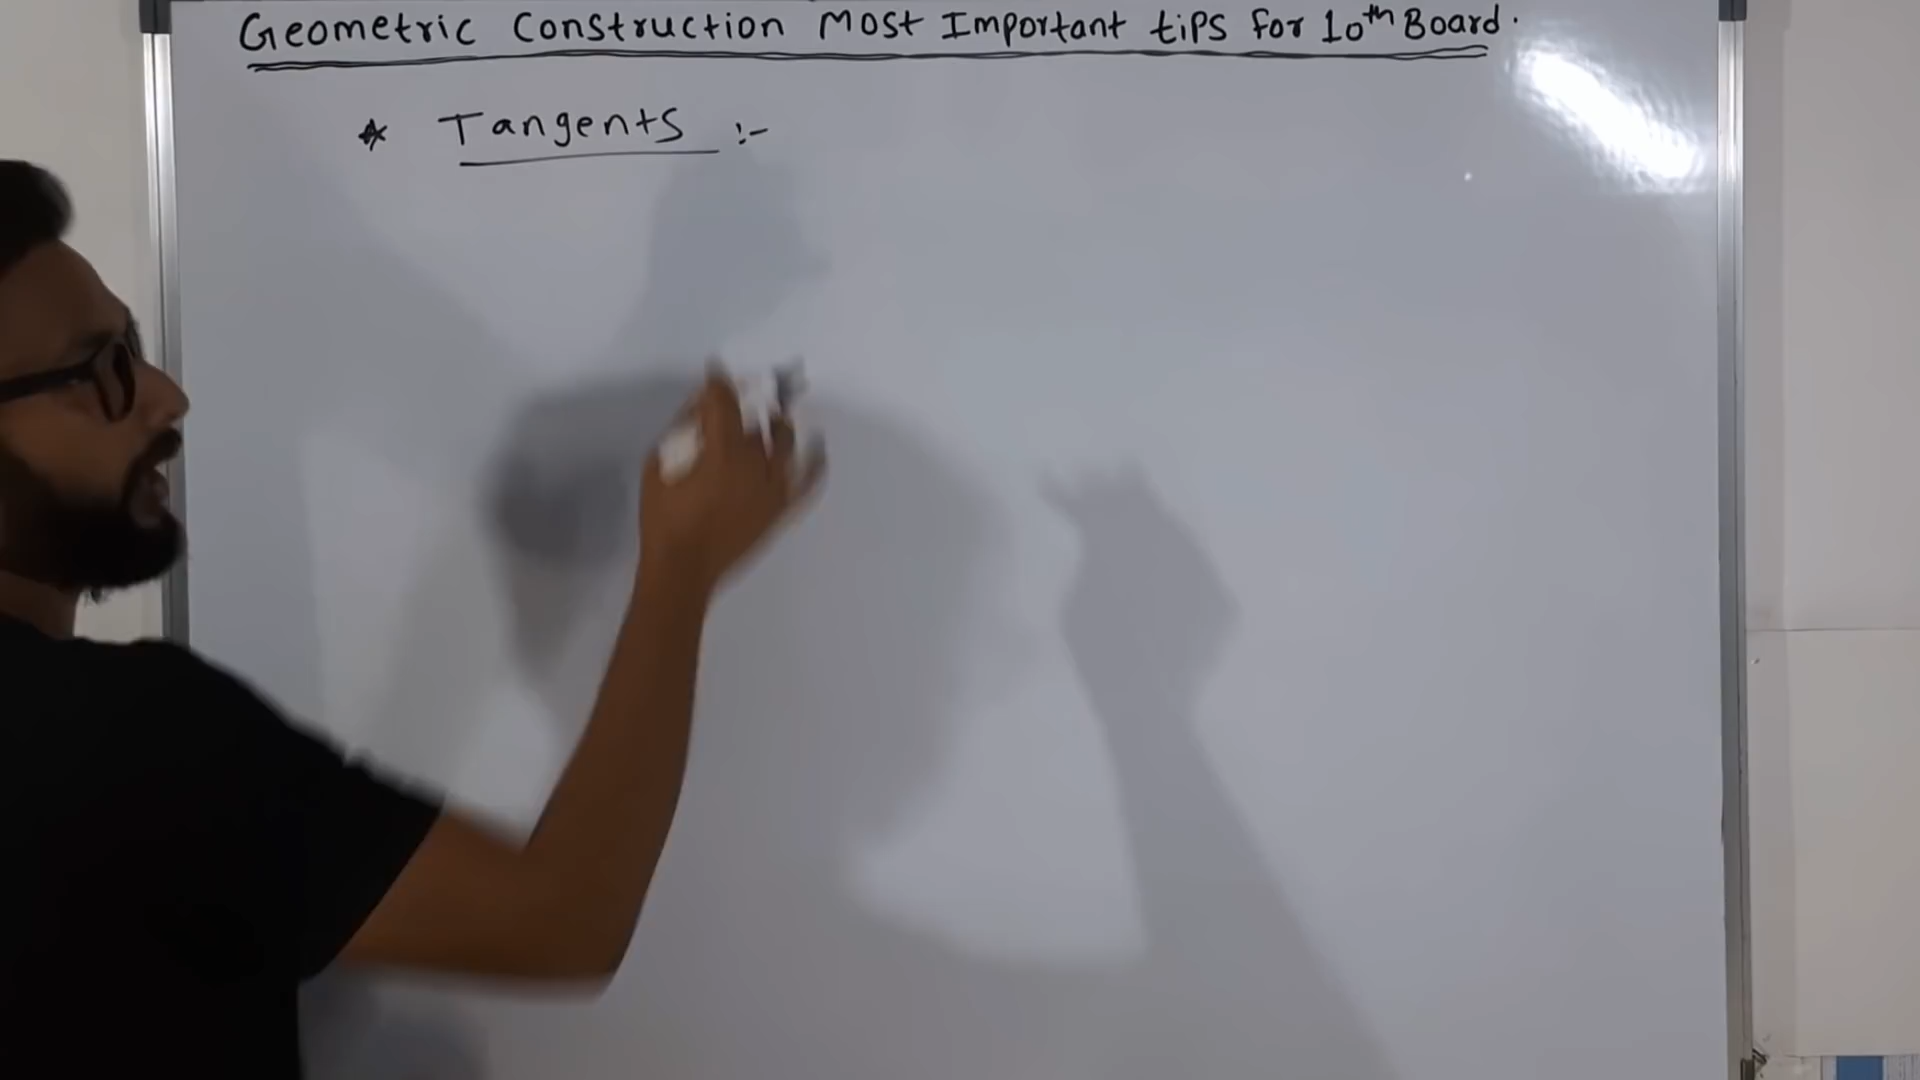 Geometric Construction Most Important tips for 10th Board.
* Tangents :-